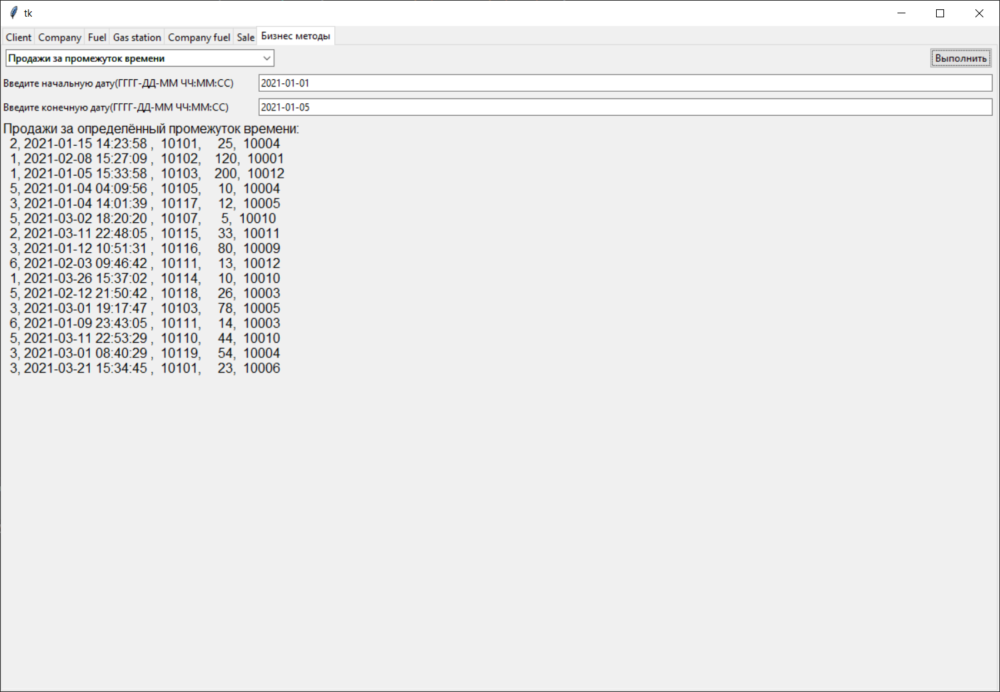 tk
Client Company Fuel Gas station Company fuel Sale Бизнес методы
Продажи за промежуток времени Выполнить
Введите начальную дату(ГГГГ-ДД-ММ ЧЧ:ММ:СС) 2021-01-01
Введите конечную дату(ГГГГ-ДД-ММ ЧЧ:ММ:СС) 2021-01-05
Продажи за определённый промежуток времени:
2, 2021-01-15 14:23:58 , 10101, 25, 10004
1, 2021-02-08 15:27:09 , 10102, 120, 10001
1, 2021-01-05 15:33:58 , 10103, 200, 10012
5, 2021-01-04 04:09:56 , 10105, 10, 10004
3, 2021-01-04 14:01:39 , 10117, 12, 10005
5, 2021-03-02 18:20:20 , 10107, 5, 10010
2, 2021-03-11 22:48:05 , 10115, 33, 10011
3, 2021-01-12 10:51:31 , 10116, 80, 10009
6, 2021-02-03 09:46:42 , 10111, 13, 10012
1, 2021-03-26 15:37:02 , 10114, 10, 10010
5, 2021-02-12 21:50:42 , 10118, 26, 10003
3, 2021-03-01 19:17:47 , 10103, 78, 10005
6, 2021-01-09 23:43:05 , 10111, 14, 10003
5, 2021-03-11 22:53:29 , 10110, 44, 10010
3, 2021-03-01 08:40:29 , 10119, 54, 10004
3, 2021-03-21 15:34:45 , 10101, 23, 10006